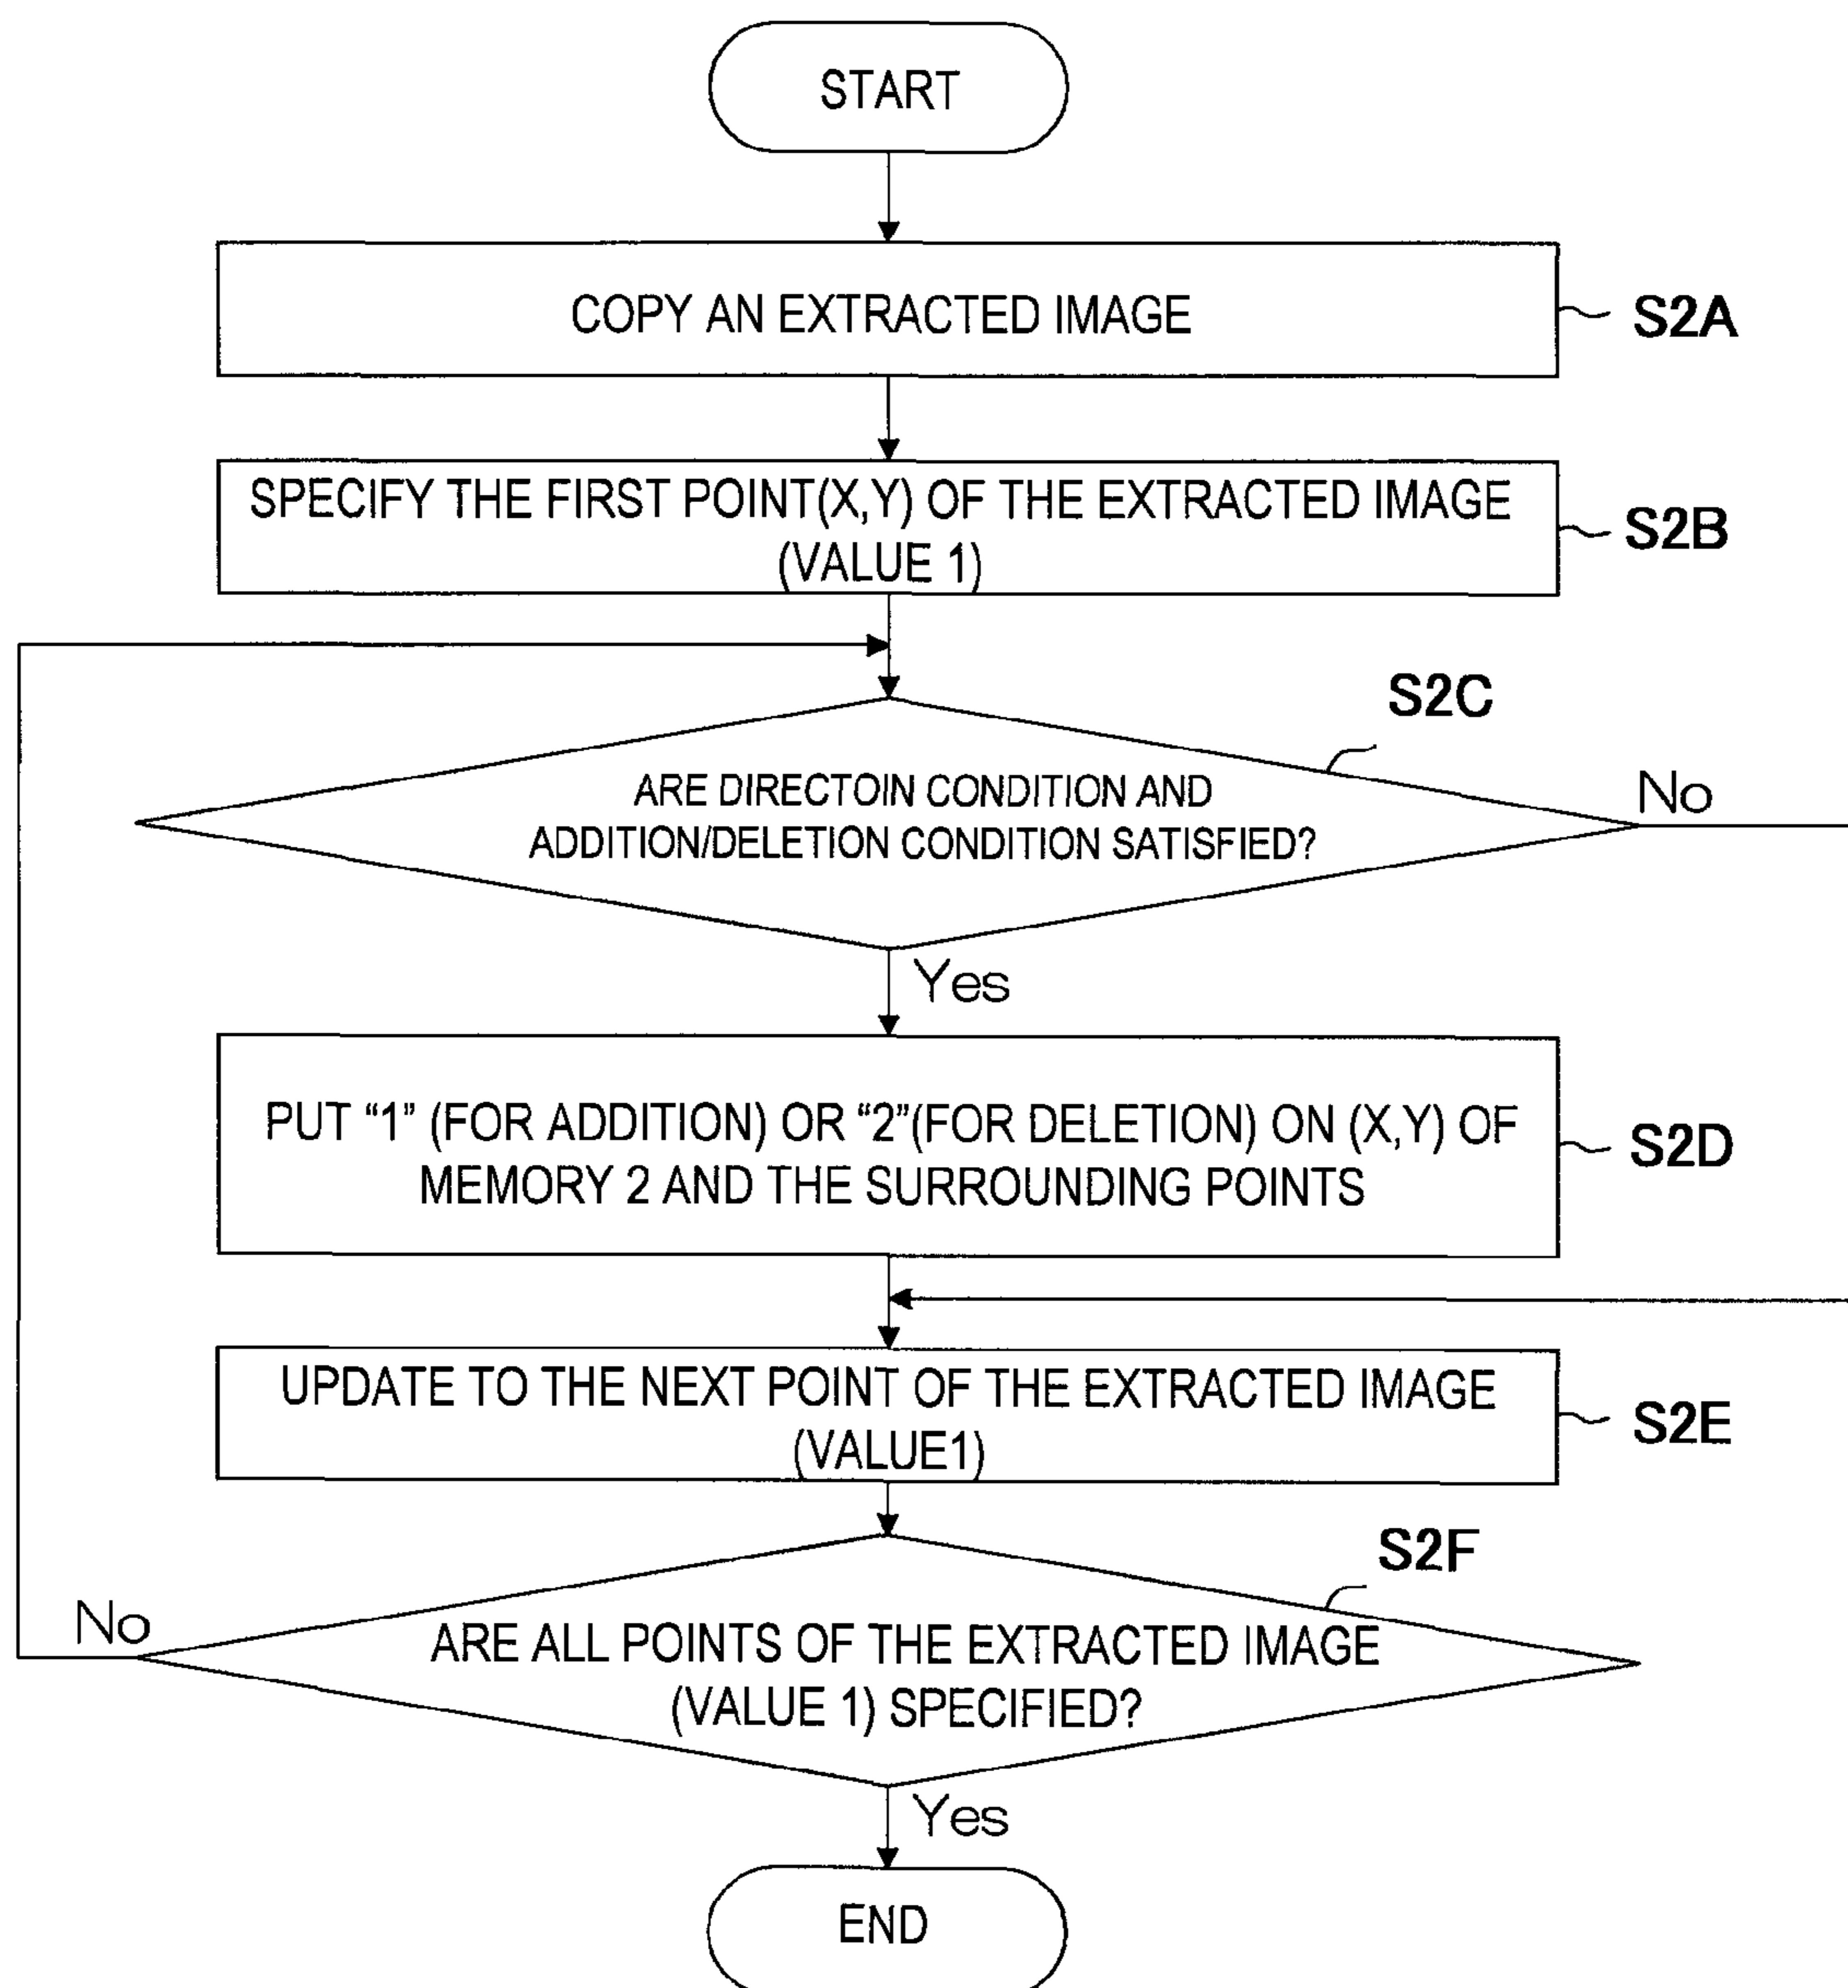 START
COPY AN EXTRACTED IMAGE
S2A
SPECIFY THE FIRST POINT(X,Y) OF THE EXTRACTED IMAGE
(VALUE 1)
S2B
S2C
ARE DIRECTOIN CONDITION AND
ADDITION/DELETION CONDITION SATISFIED?
No
Yes
PUT “1” (FOR ADDITION) OR “2”(FOR DELETION) ON (X,Y) OF
MEMORY 2 AND THE SURROUNDING POINTS
S2D
UPDATE TO THE NEXT POINT OF THE EXTRACTED IMAGE
(VALUE1)
S2E
S2F
No
ARE ALL POINTS OF THE EXTRACTED IMAGE
(VALUE 1) SPECIFIED?
Yes
END